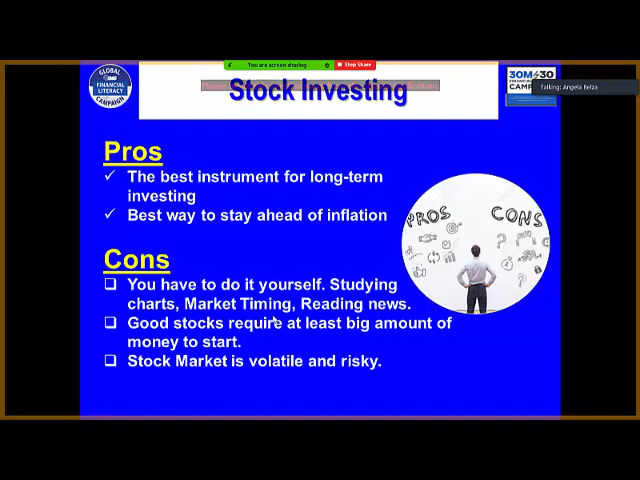 You are screen sharing
Stop Share
GLOBAL
FINANCIAL
LITERACY
CAMPAIGN
Stock Investing
30M 30
FINANCIAL
CAMP
Talking: Angela Belza
Pros
The best instrument for long-term
investing
Best way to stay ahead of inflation
PROS
CONS
Cons
You have to do it yourself. Studying
charts, Market Timing, Reading news.
Good stocks require at least big amount of
money to start.
Stock Market is volatile and risky.